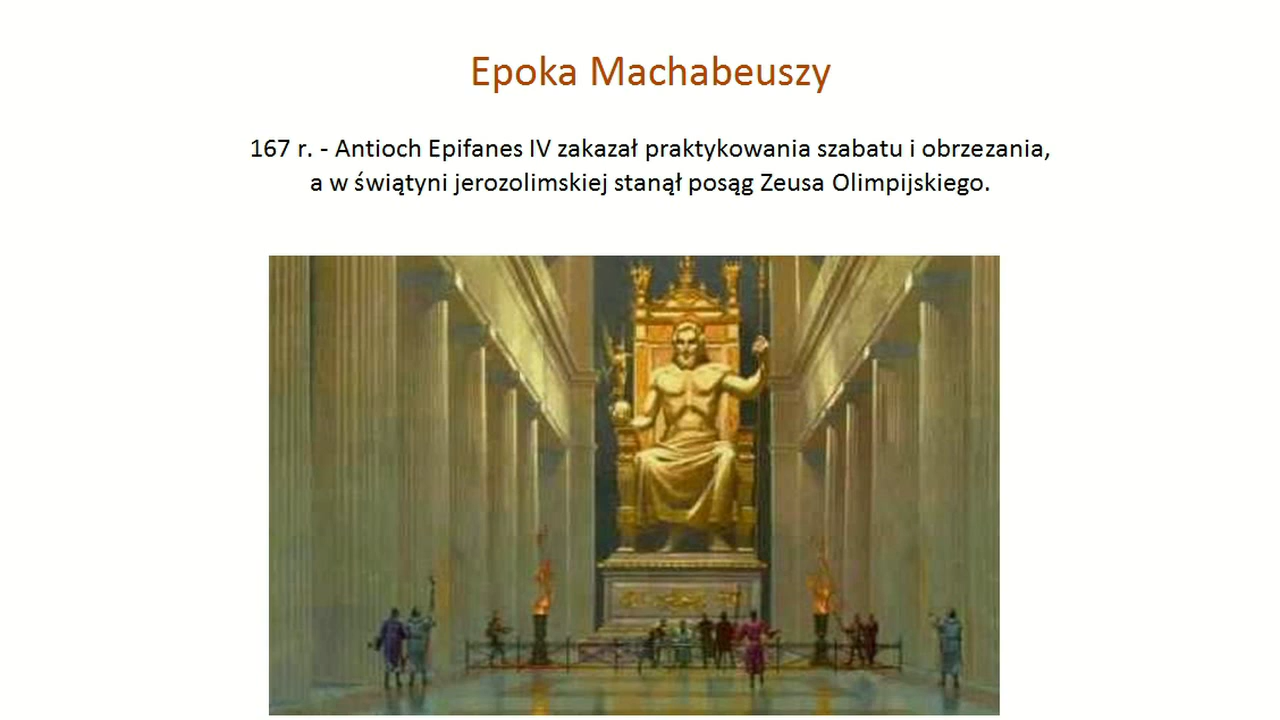 Epoka Machabeuszy
167 r. - Antioch Epifanes IV zakazał praktykowania szabatu i obrzezania,
a w świątyni jerozolimskiej stanął posąg Zeusa Olimpijskiego.